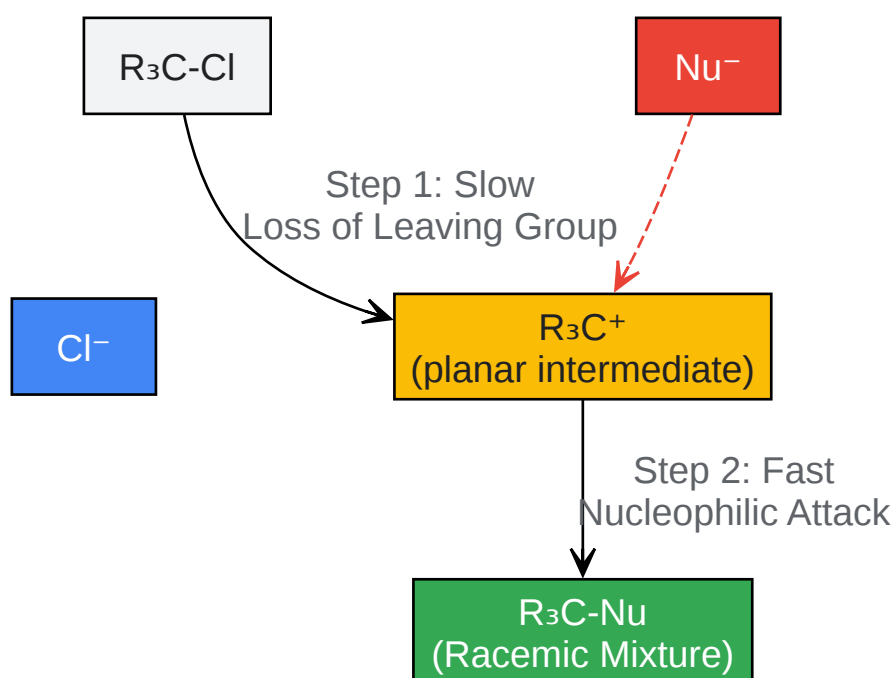 R₃C-Cl
Nu⁻
Step 1: Slow
Loss of Leaving Group
Cl⁻
R₃C⁺
(planar intermediate)
Step 2: Fast
Nucleophilic Attack
R₃C-Nu
(Racemic Mixture)